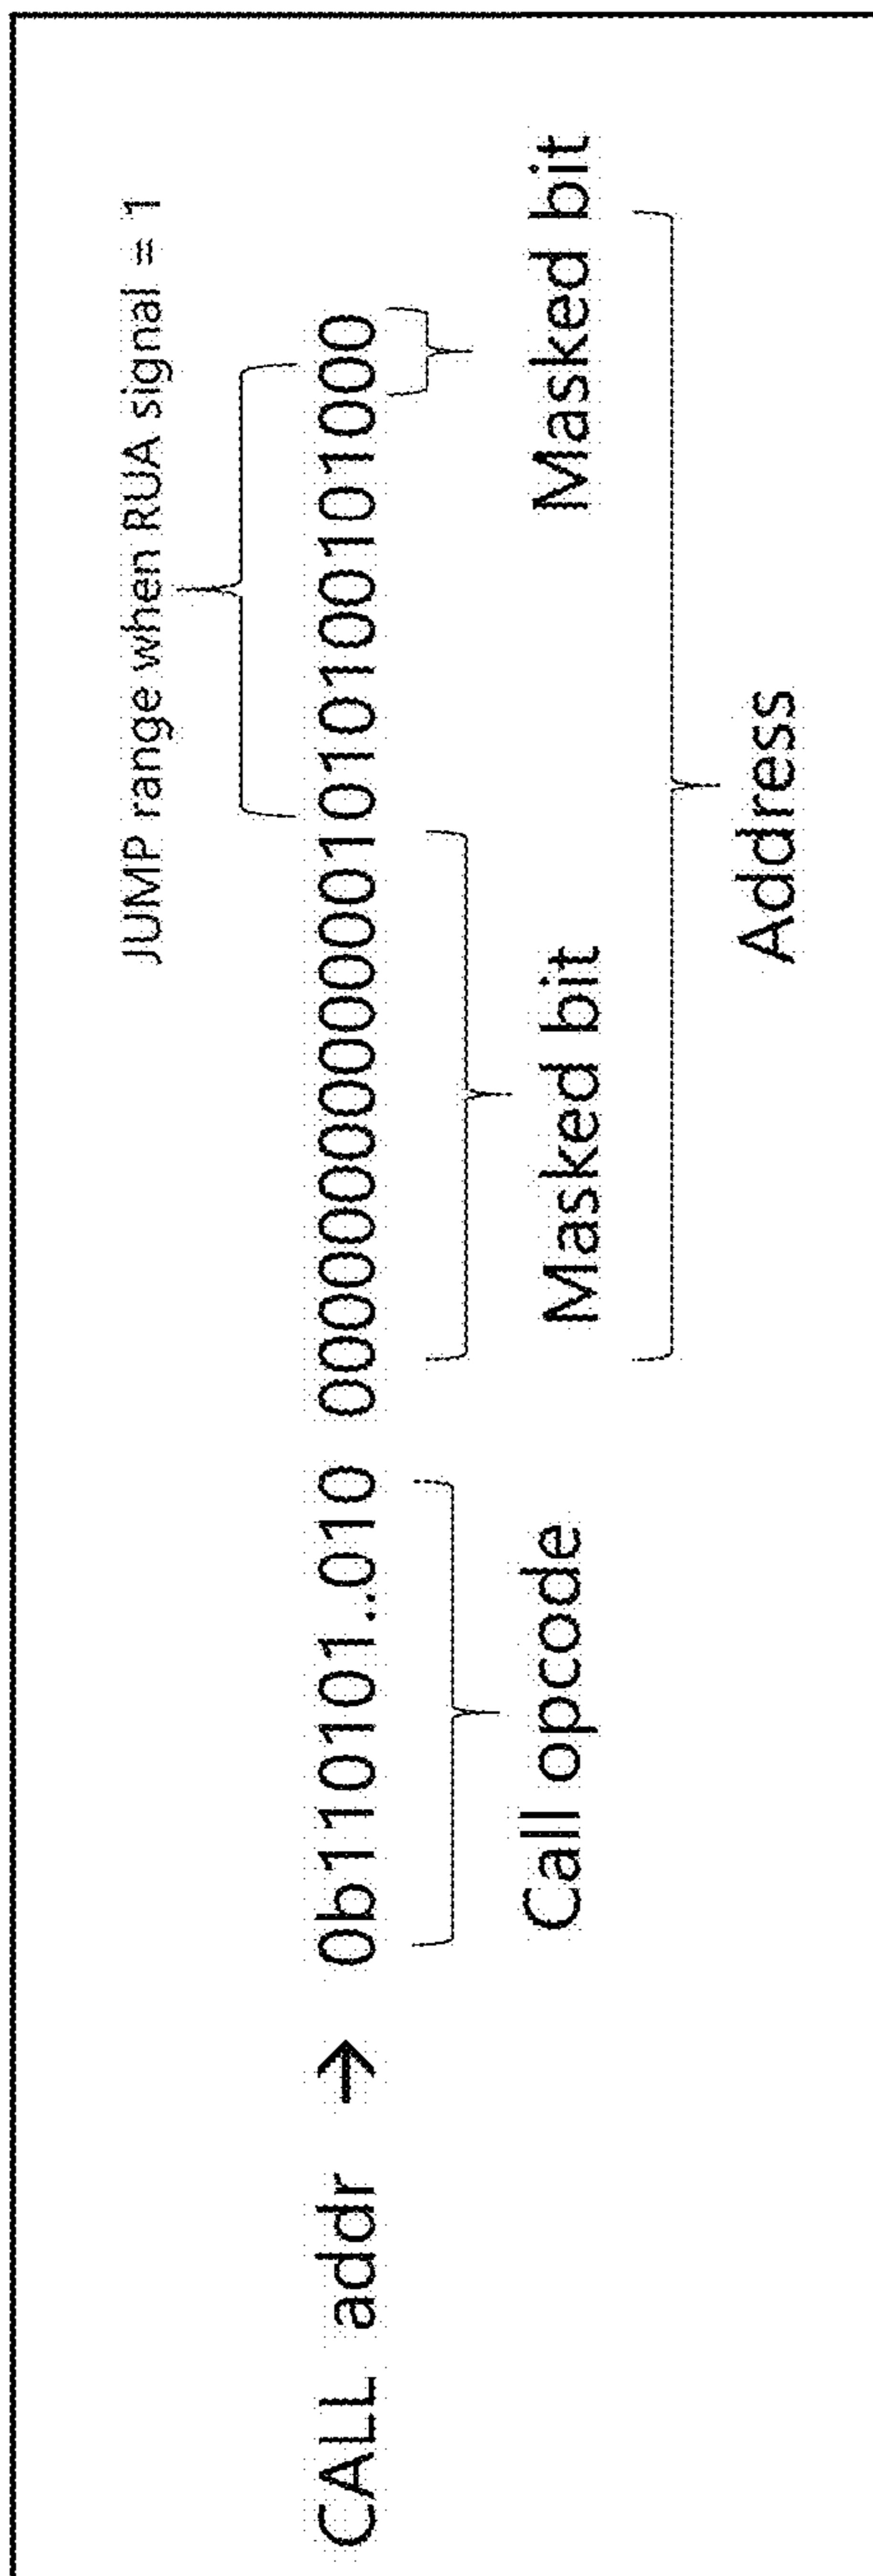 JUMP range when RUA signal = 1
CALL addr → 0b110101..010 00000000000001010100101000
Call opcode Masked bit Masked bit
Address